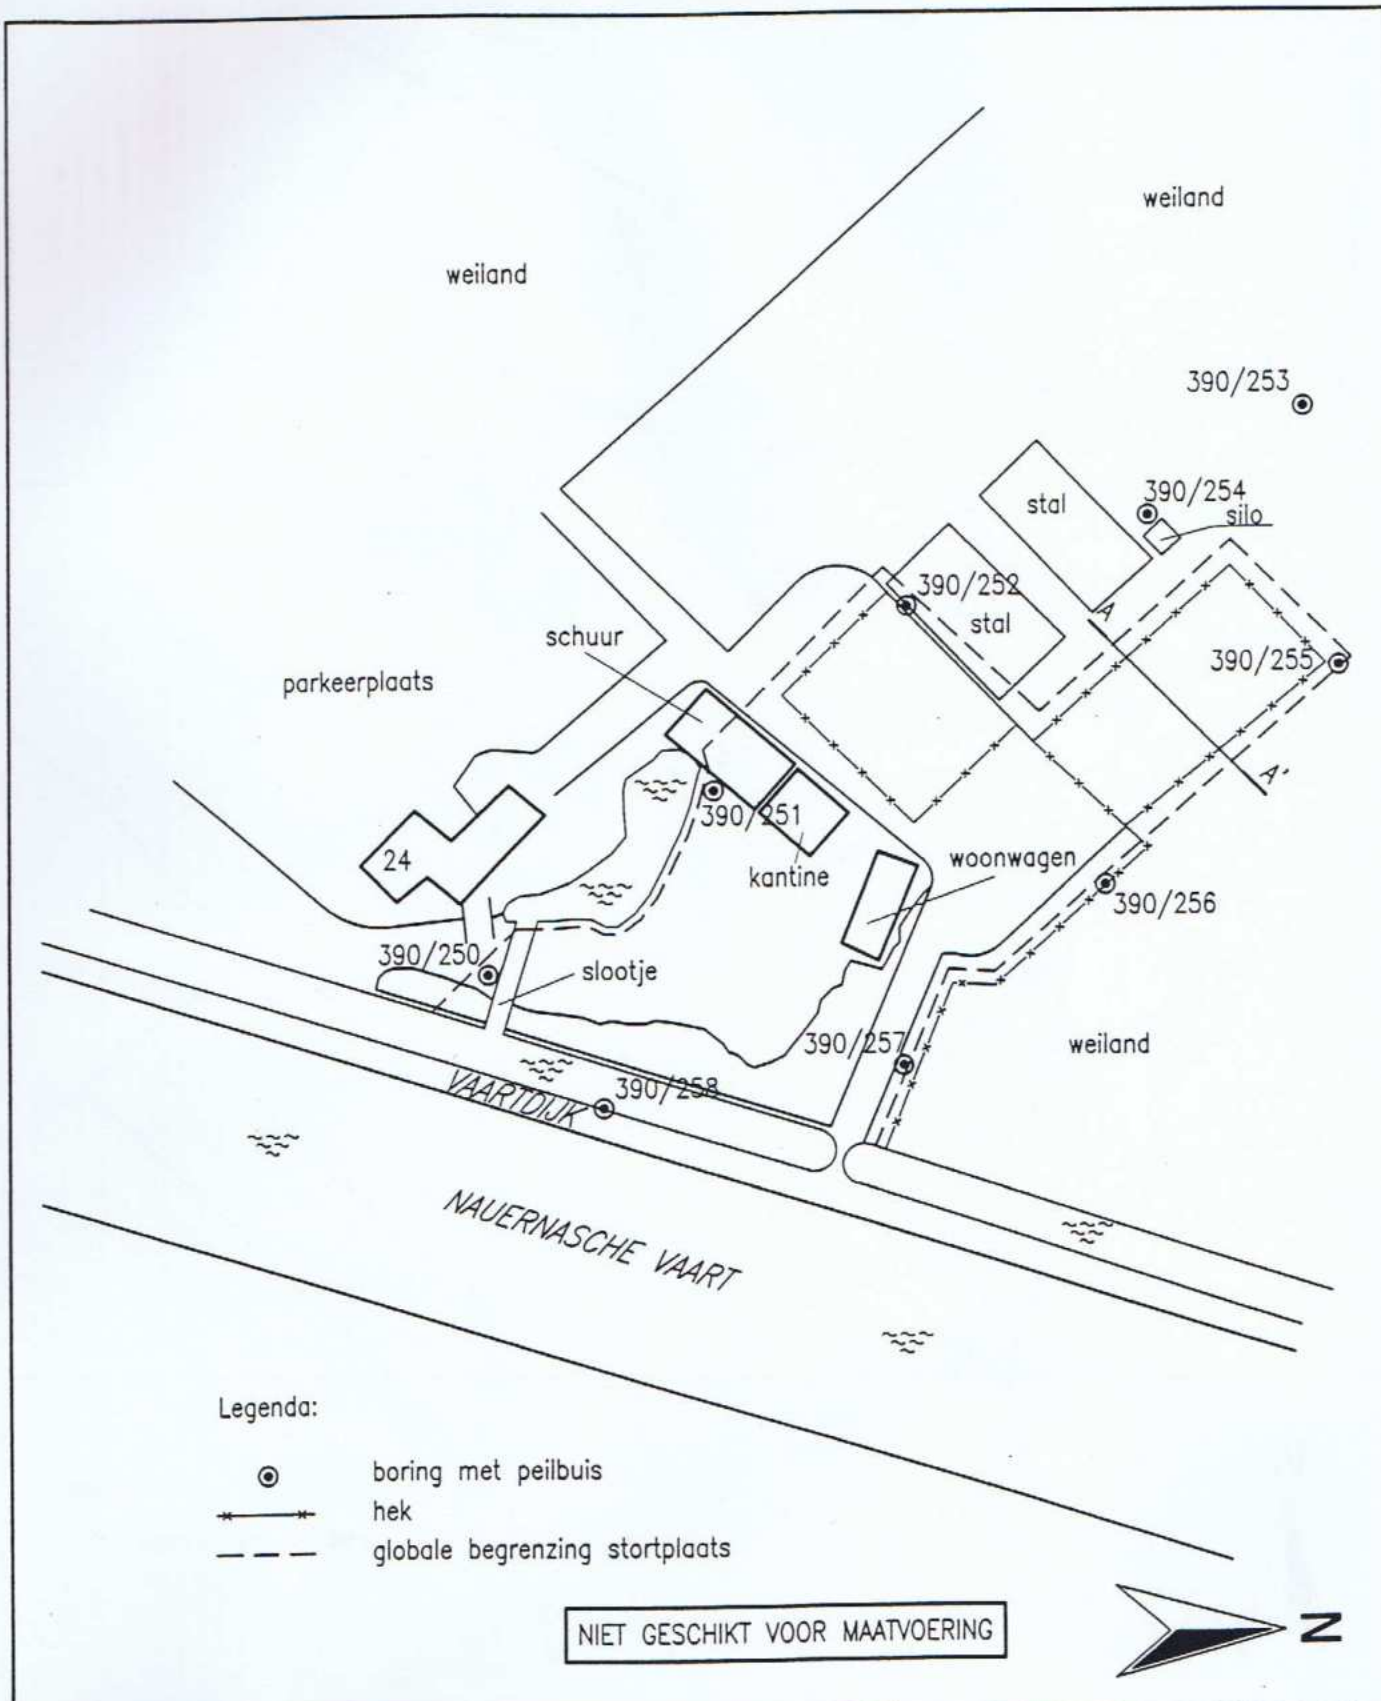 weiland
weiland
390/253
stal
390/254
silo
390/252
stal
A
schuur
390/255
parkeerplaats
A'
390/251
24
kantine
woonwagen
390/256
390/250
slootje
390/257
weiland
390/258
VAARTDIJK
NAUERNASCHE VAART
Legenda:
boring met peilbuis
hek
globale begrenzing stortplaats
NIET GESCHIKT VOOR MAATVOERING
N